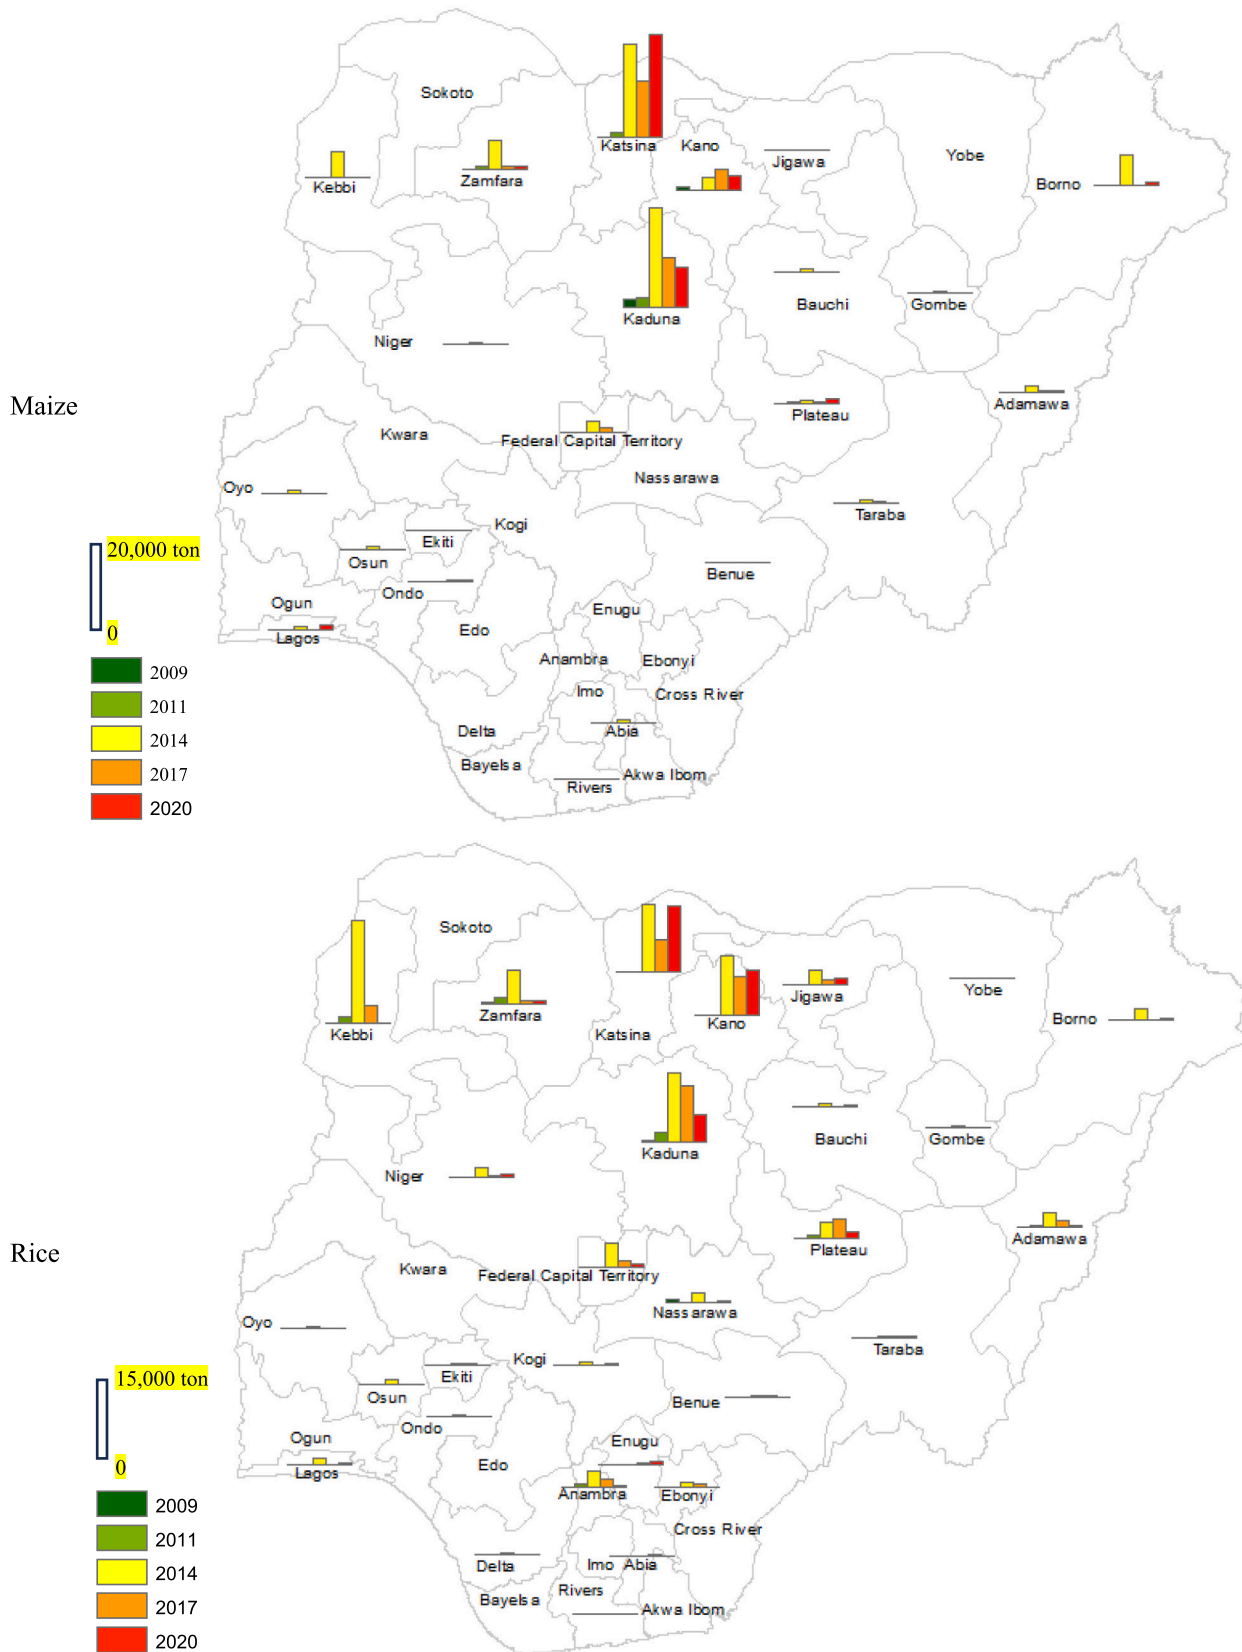 Sokoto
Katsina
Kano
Jigawa
Yobe
Kebbi
Zamfara
Borno
Bauchi
Gombe
Kaduna
Niger
Maize
Plateau
Adamawa
Kwara
Federal Capital Territory
Nassarawa
Oyo
Kogi
Taraba
20,000 ton
Ekiti
Osun
Benue
Ondo
Ogun
Enugu
0
Lagos
Edo
Anambra
Ebonyi
2009
Imo
Cross River
2011
Delta
Abia
2014
Bayelsa
Akwa Ibom
2017
Rivers
2020
Sokoto
Jigawa
Yobe
Zamfara
Kano
Borno
Kebbi
Katsina
Bauchi
Gombe
Kaduna
Niger
Rice
Plateau
Adamawa
Kwara
Federal Capital Territory
Nassarawa
Oyo
Taraba
Kogi
15,000 ton
Ekiti
Osun
Benue
Ondo
Ogun
Enugu
0
Lagos
Edo
Anambra
Ebonyi
2009
Cross River
2011
Delta
Imo
Abia
2014
Bayelsa
Rivers
Akwa Ibom
2017
2020